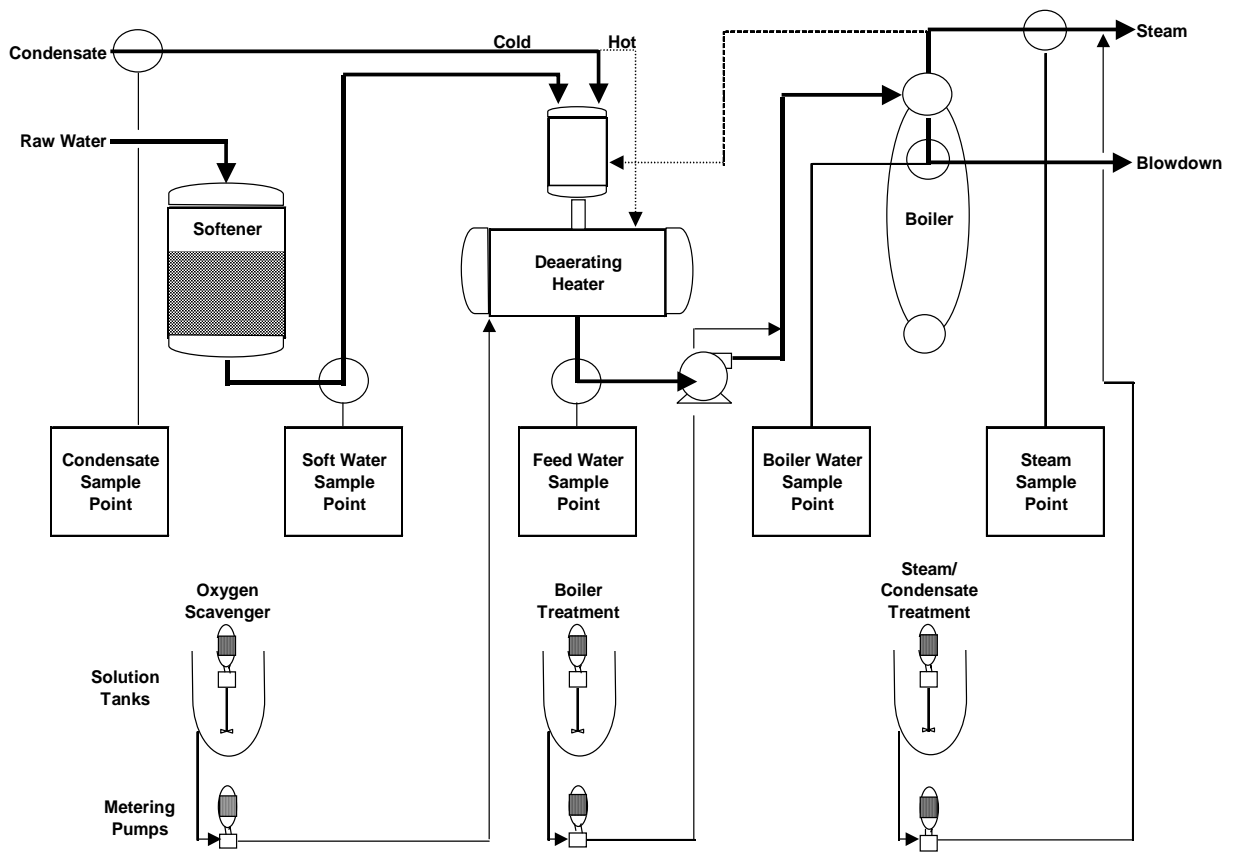 Steam
Cold
Hot
Condensate
Raw Water
Blowdown
Softener
Boiler
Deaerating
Heater
Condensate
Sample
Point
Soft Water
Sample
Point
Feed Water
Sample
Point
Boiler Water
Sample
Point
Steam
Sample
Point
Oxygen
Scavenger
Boiler
Treatment
Steam/
Condensate
Treatment
Solution
Tanks
Metering
Pumps